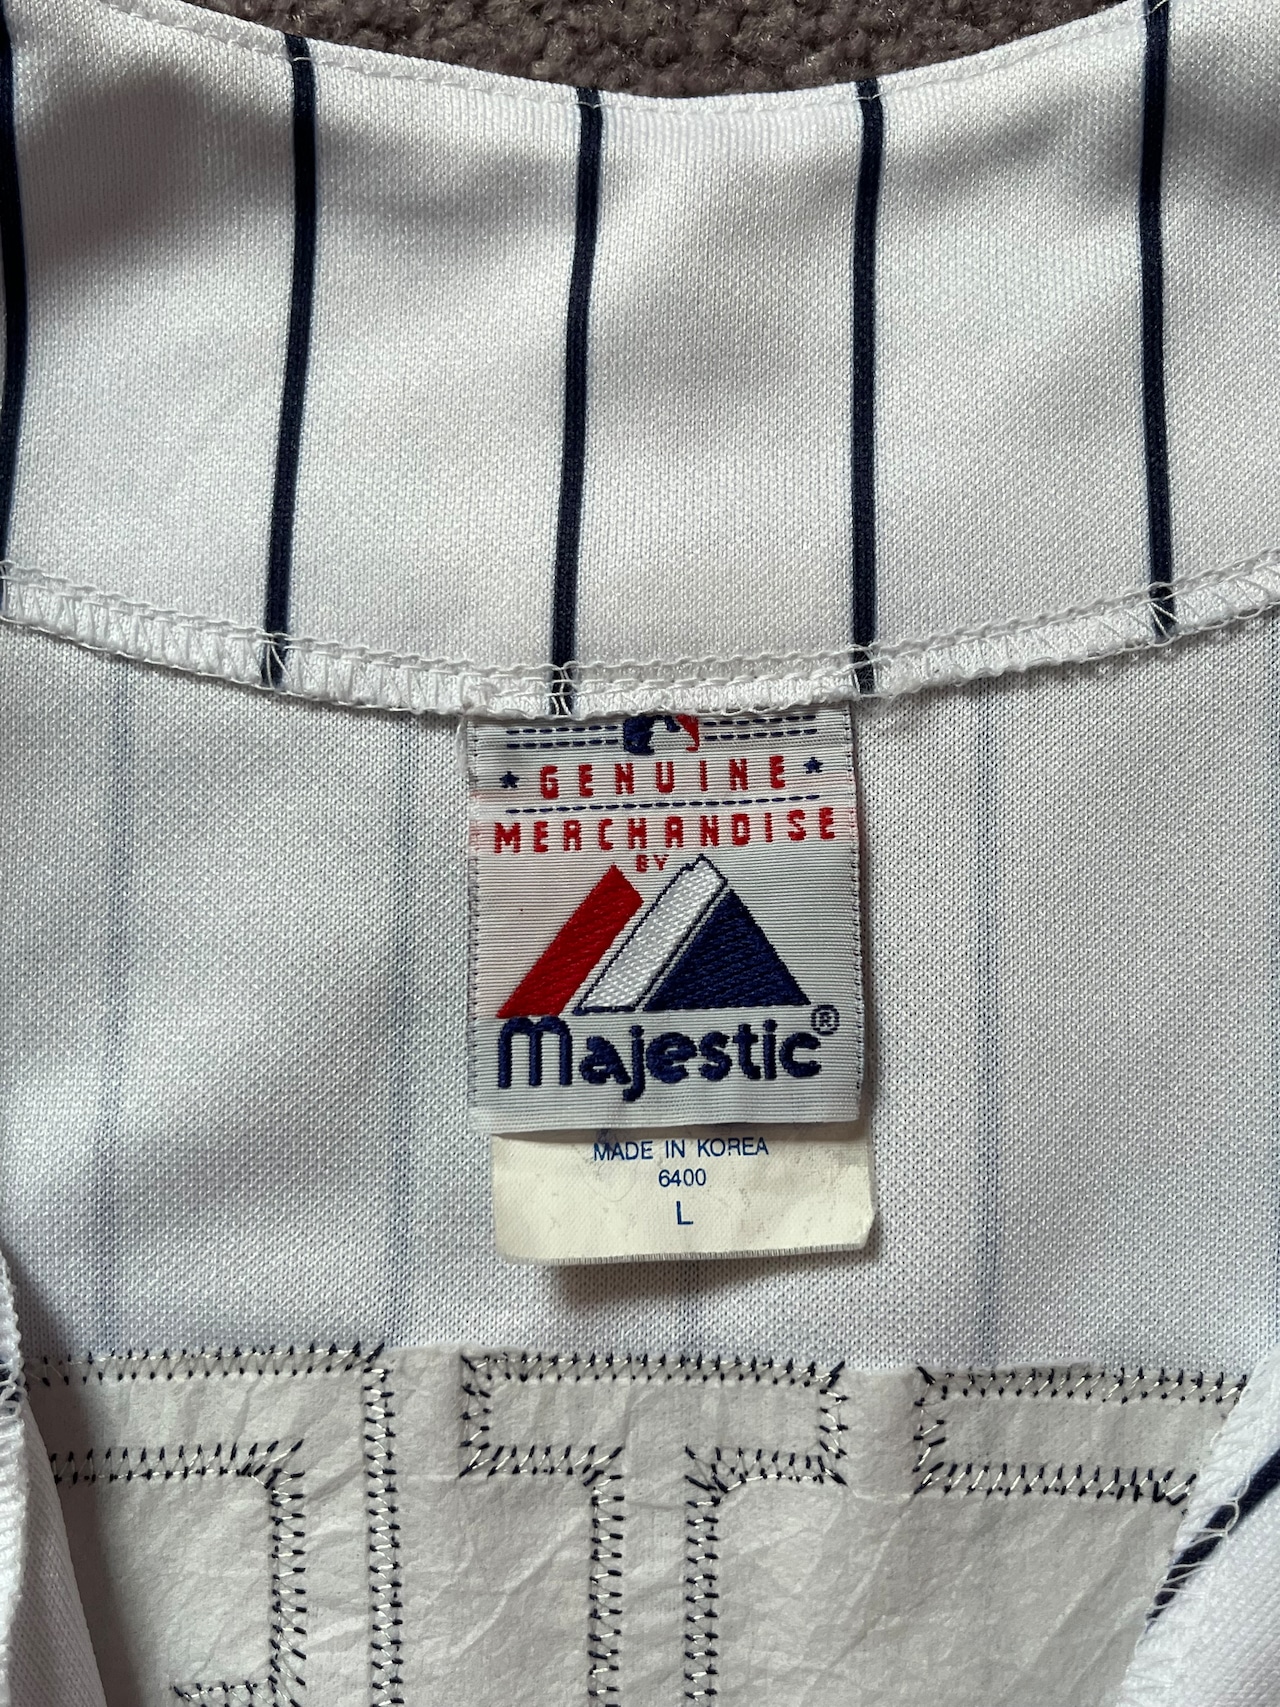 GENUINE
MERCHANDISE
BY
Majestic®
MADE IN KOREA
6400
L